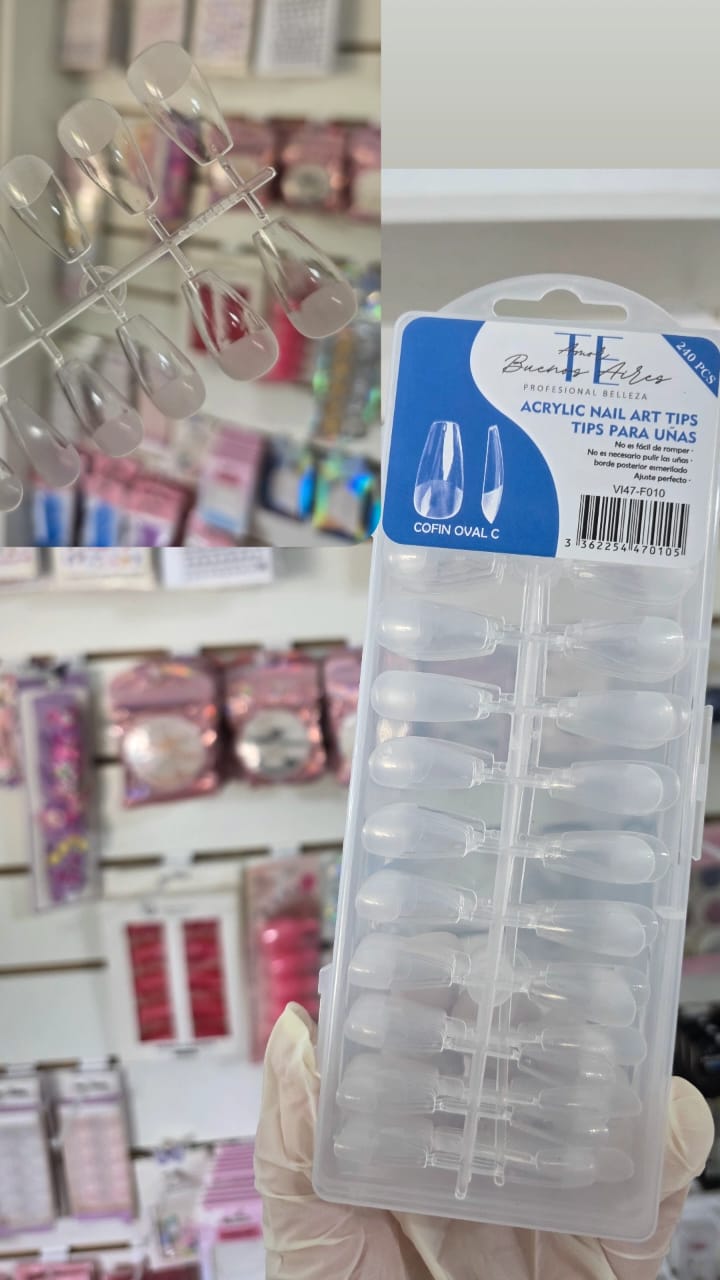 TE
Amor
Buenos Aires
PROFESIONAL BELLEZA
240 PCS
ACRYLIC NAIL ART TIPS
TIPS PARA UÑAS
No es fácil de romper ·
No es necesario pulir las uñas ·
borde posterior esmerilado
Ajuste perfecto ·
VI47-F010
3 362254 470105
COFIN OVAL C